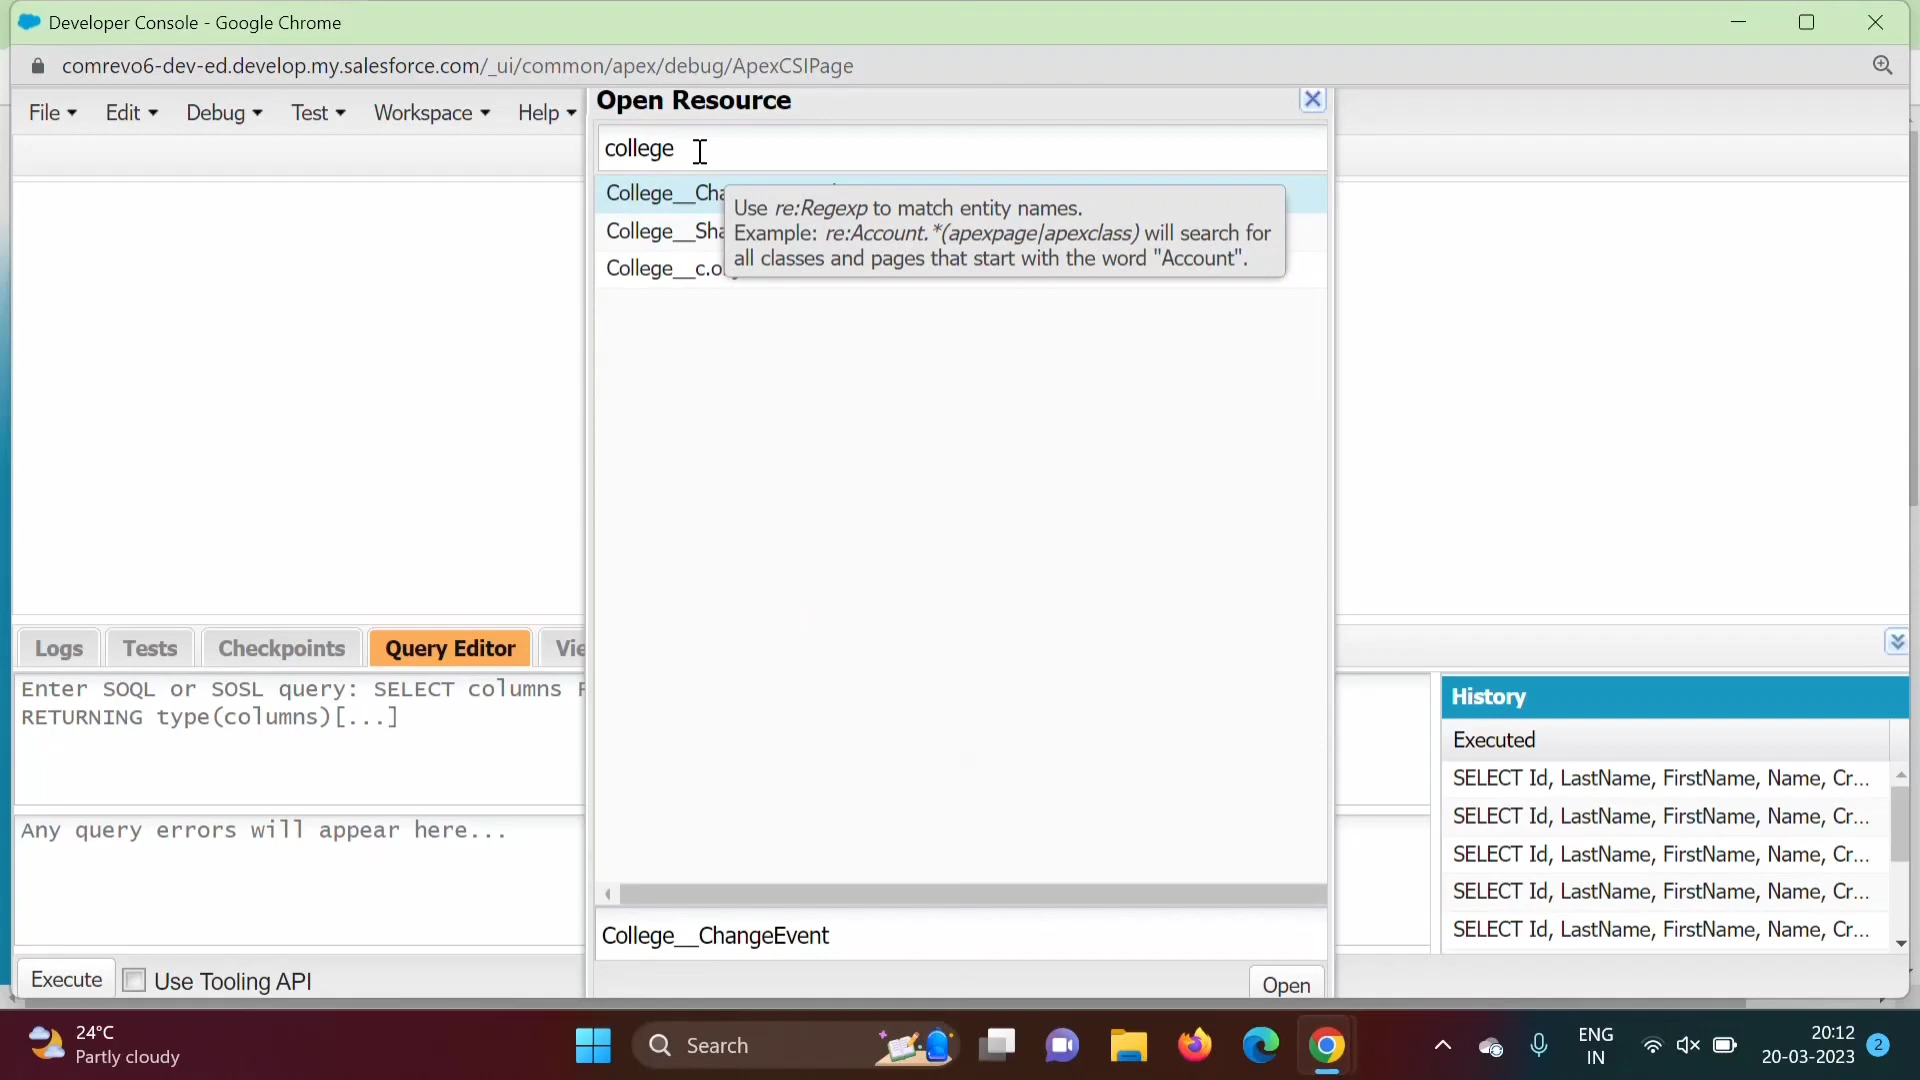 Developer Console - Google Chrome
comrevo6-dev-ed.develop.my.salesforce.com/_ui/common/apex/debug/ApexCSIPage
File Edit Debug Test Workspace Help
Open Resource
college
College__Cha
College__Sha
College__c.o
Use re:Regexp to match entity names.
Example: re:Account.*(apexpage|apexclass) will search for
all classes and pages that start with the word "Account".
Logs Tests Checkpoints Query Editor Vie
Enter SOQL or SOSL query: SELECT columns F
RETURNING type(columns)[...]
Any query errors will appear here...
History
Executed
SELECT Id, LastName, FirstName, Name, Cr...
SELECT Id, LastName, FirstName, Name, Cr...
SELECT Id, LastName, FirstName, Name, Cr...
SELECT Id, LastName, FirstName, Name, Cr...
SELECT Id, LastName, FirstName, Name, Cr...
College__ChangeEvent
Execute Use Tooling API
Open
24°C
Partly cloudy
Search
ENG
IN
20:12
20-03-2023
2